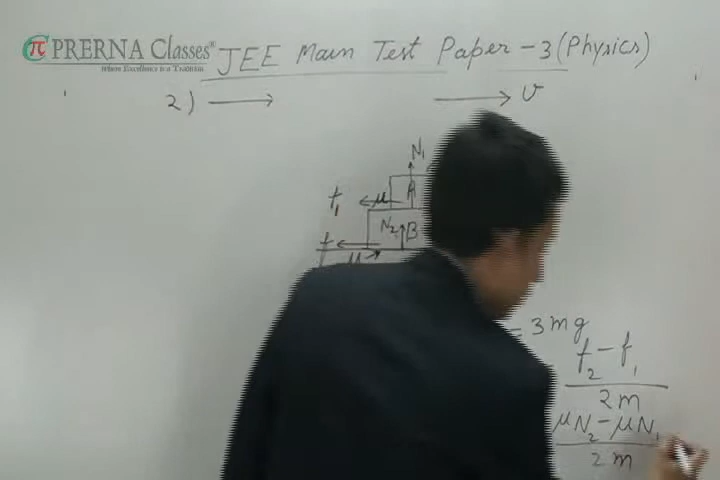 π PRERNA Classes®
Where Excellence is a Tradition
JEE Main Test Paper - 3 (Physics)
2) v
N₁
f₁ μ A
N₂ B
f
μ
= 3mg
f₂ - f₁
2m
μN₂ - μN₁
2m